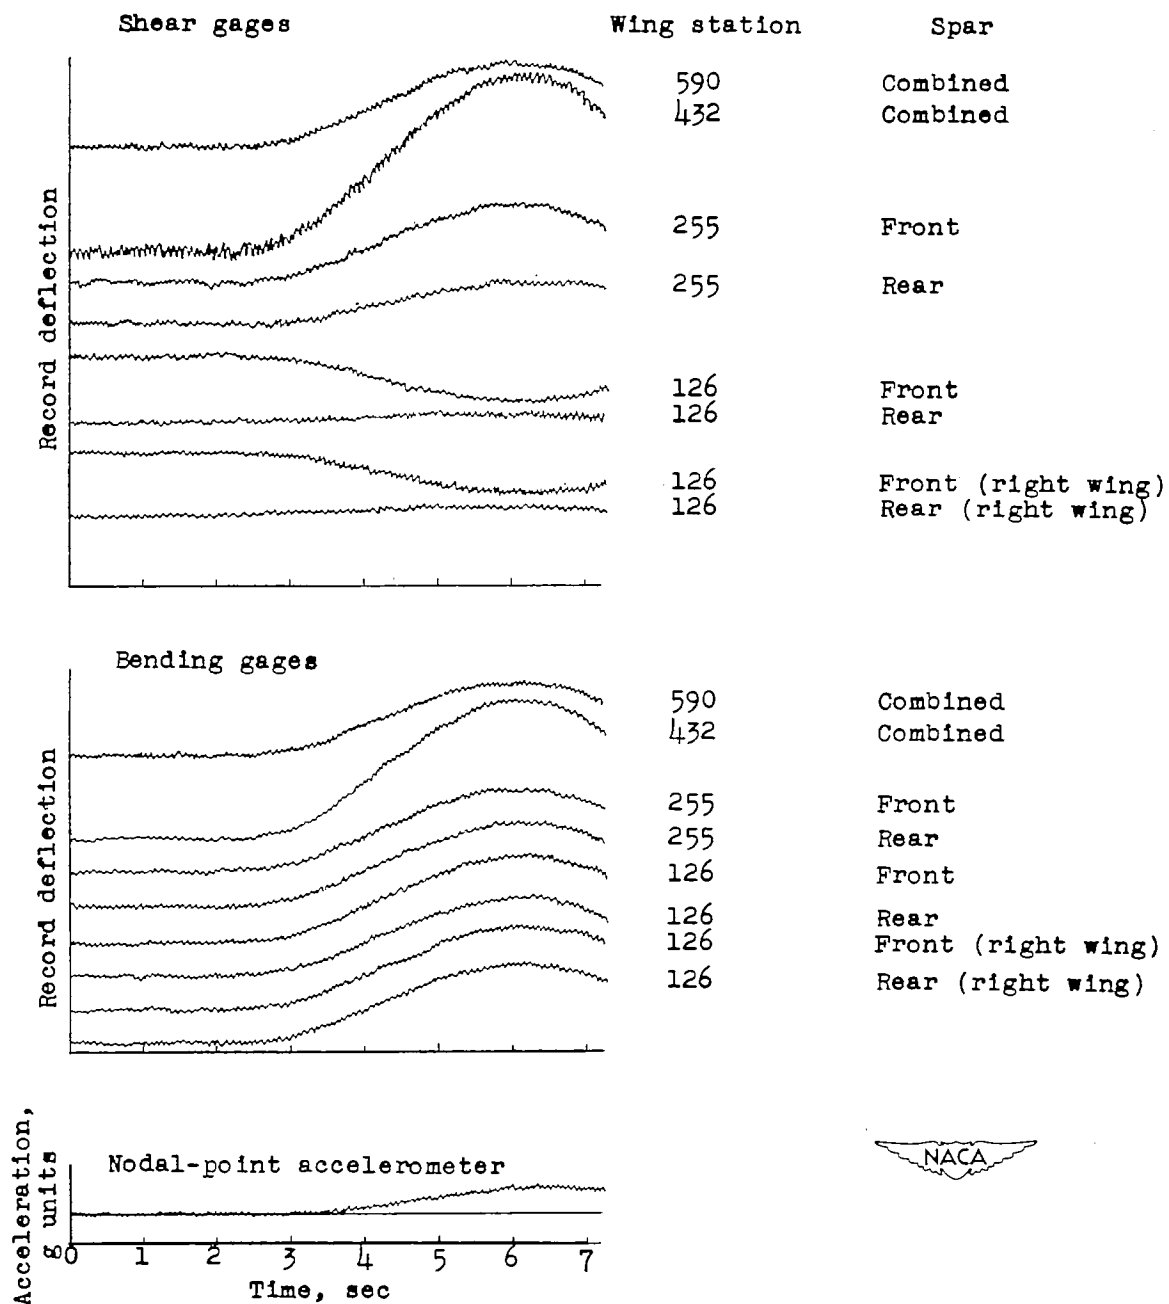 Shear gages Wing station Spar
590 Combined
432 Combined
255 Front
255 Rear
126 Front
126 Rear
126 Front (right wing)
126 Rear (right wing)
Record deflection
Bending gages
590 Combined
432 Combined
255 Front
255 Rear
126 Front
126 Rear
126 Front (right wing)
126 Rear (right wing)
Record deflection
Nodal-point accelerometer
Acceleration,
g units
NACA
0 1 2 3 4 5 6 7
Time, sec